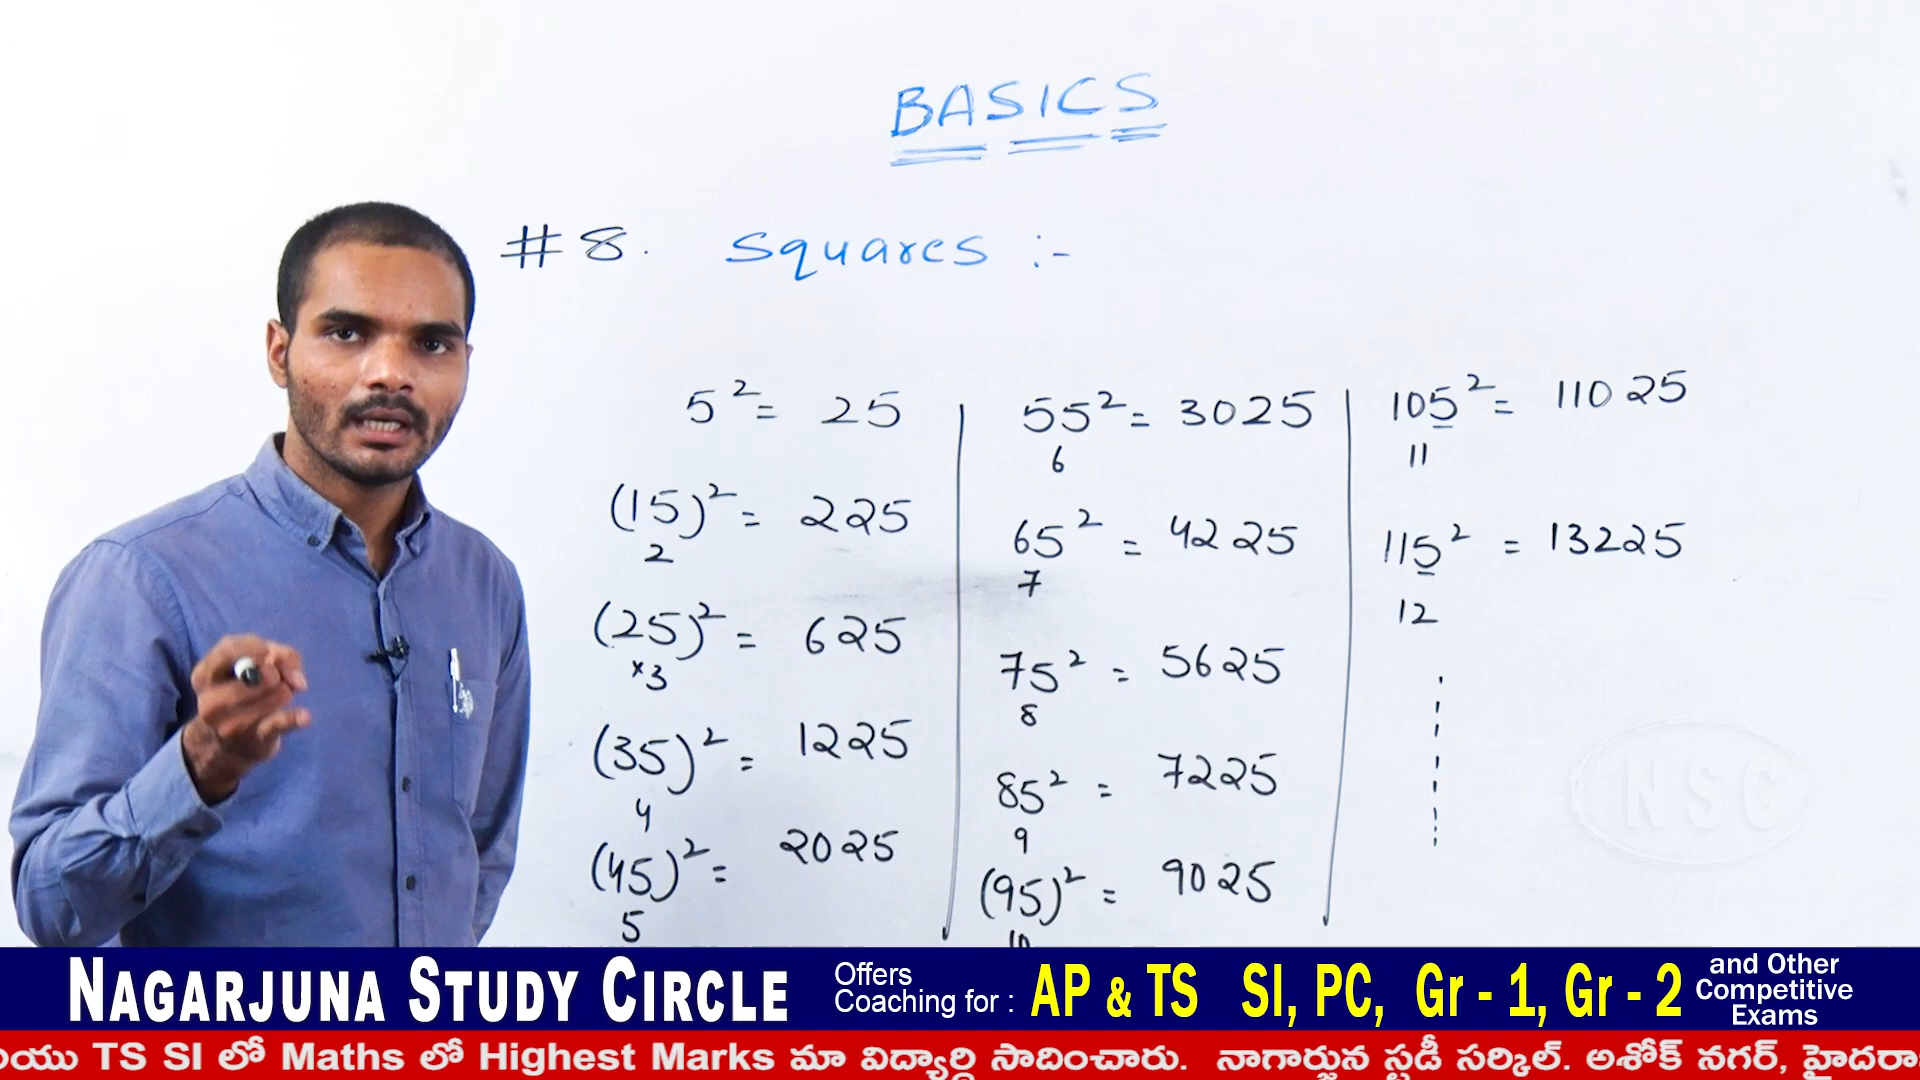 BASICS
#8. Squares :-
5² = 25
(15)² = 225
2
(25)² = 625
×3
(35)² = 1225
4
(45)² = 2025
5
55² = 3025
6
65² = 4225
7
75² = 5625
8
85² = 7225
9
(95)² = 9025
10
105² = 11025
11
115² = 13225
12
NSC
NAGARJUNA STUDY CIRCLE
Offers
Coaching for :
AP & TS SI, PC, Gr - 1, Gr - 2
and Other
Competitive
Exams
TS SI లో Maths లో Highest Marks మా విద్యార్థి సాదించారు. నాగార్జున స్టడీ సర్కిల్. అశోక్ నగర్,